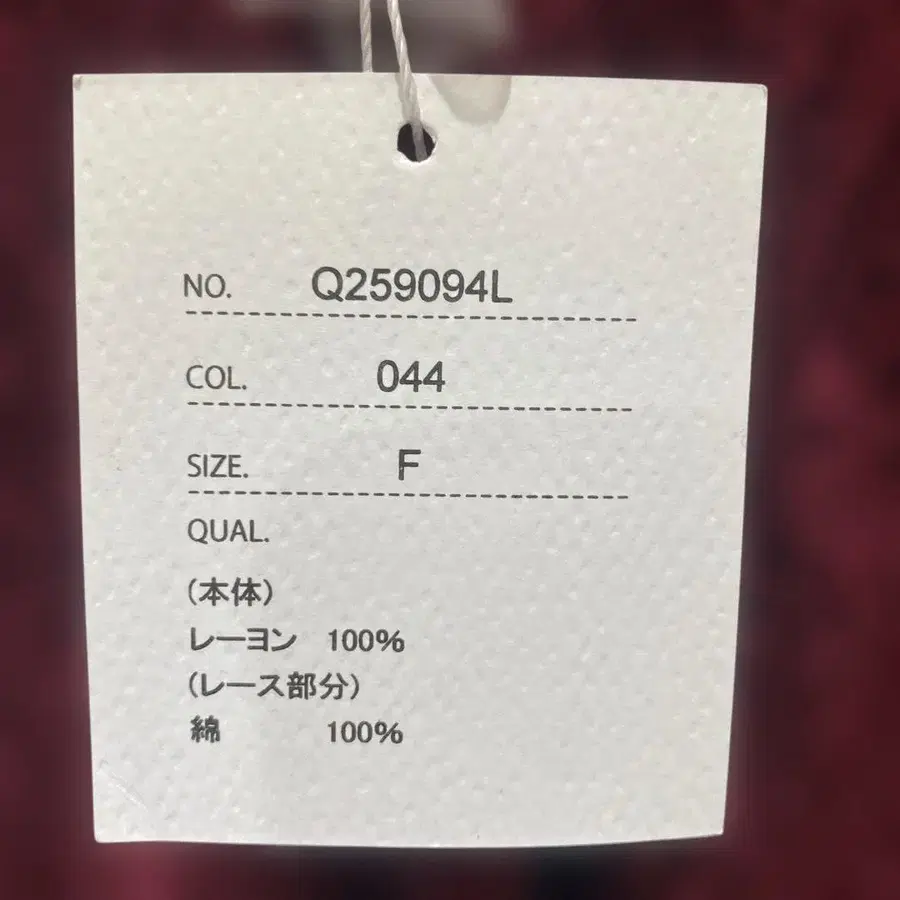 NO. Q259094L
COL. 044
SIZE. F
QUAL.
(本体)
レーヨン 100%
(レース部分)
綿 100%